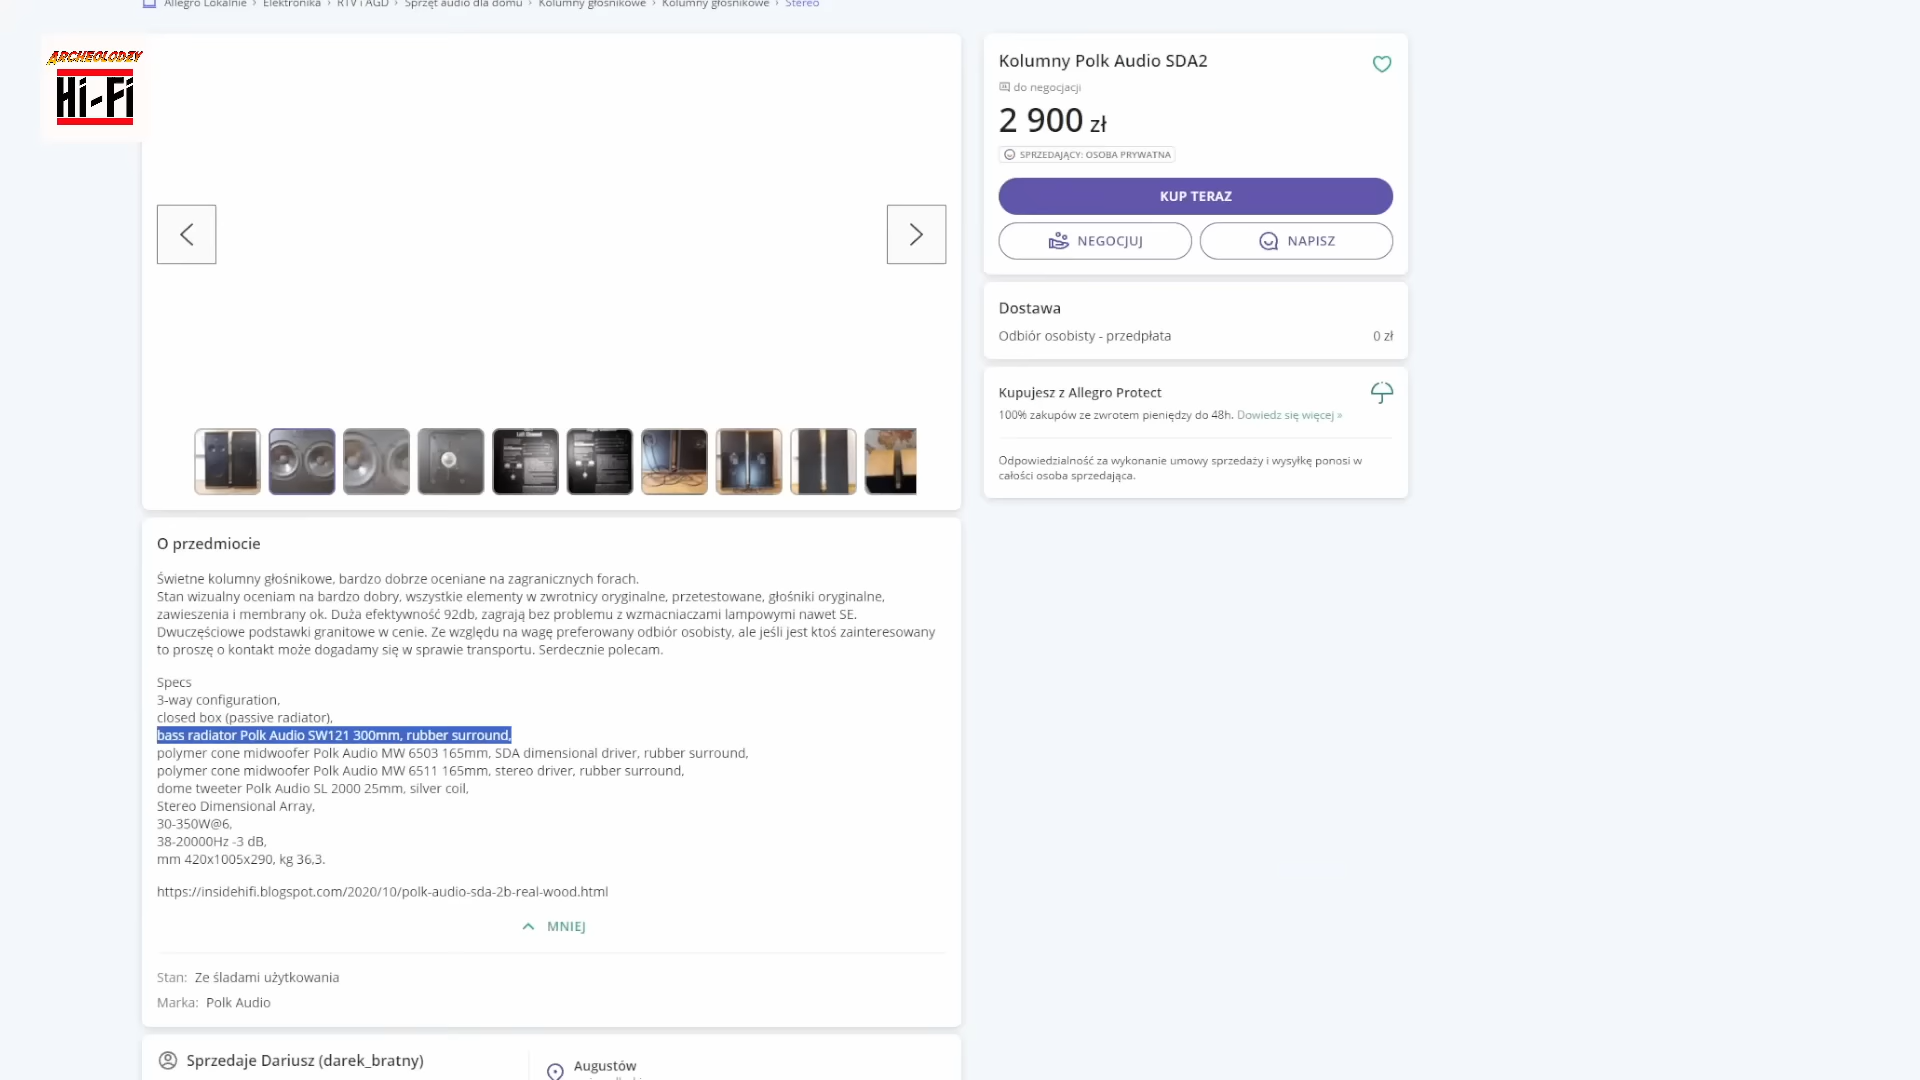 Allegro Lokalnie › Elektronika › RTV i AGD › Sprzęt audio dla domu › Kolumny głośnikowe › Kolumny głośnikowe › Stereo
ARCHEOLODZY
Hi-Fi
Kolumny Polk Audio SDA2
do negocjacji
2 900 zł
SPRZEDAJĄCY: OSOBA PRYWATNA
KUP TERAZ
NEGOCJUJ
NAPISZ
Dostawa
Odbiór osobisty - przedpłata 0 zł
Kupujesz z Allegro Protect
100% zakupów ze zwrotem pieniędzy do 48h. Dowiedz się więcej »
Odpowiedzialność za wykonanie umowy sprzedaży i wysyłkę ponosi w
całości osoba sprzedająca.
O przedmiocie
Świetne kolumny głośnikowe, bardzo dobrze oceniane na zagranicznych forach.
Stan wizualny oceniam na bardzo dobry, wszystkie elementy w zwrotnicy oryginalne, przetestowane, głośniki oryginalne,
zawieszenia i membrany ok. Duża efektywność 92db, zagrają bez problemu z wzmacniaczami lampowymi nawet SE.
Dwuczęściowe podstawki granitowe w cenie. Ze względu na wagę preferowany odbiór osobisty, ale jeśli jest ktoś zainteresowany
to proszę o kontakt może dogadamy się w sprawie transportu. Serdecznie polecam.
Specs
3-way configuration,
closed box (passive radiator),
bass radiator Polk Audio SW121 300mm, rubber surround,
polymer cone midwoofer Polk Audio MW 6503 165mm, SDA dimensional driver, rubber surround,
polymer cone midwoofer Polk Audio MW 6511 165mm, stereo driver, rubber surround,
dome tweeter Polk Audio SL 2000 25mm, silver coil,
Stereo Dimensional Array,
30-350W@6,
38-20000Hz -3 dB,
mm 420x1005x290, kg 36,3.
https://insidehifi.blogspot.com/2020/10/polk-audio-sda-2b-real-wood.html
MNIEJ
Stan: Ze śladami użytkowania
Marka: Polk Audio
Sprzedaje Dariusz (darek_bratny)
Augustów